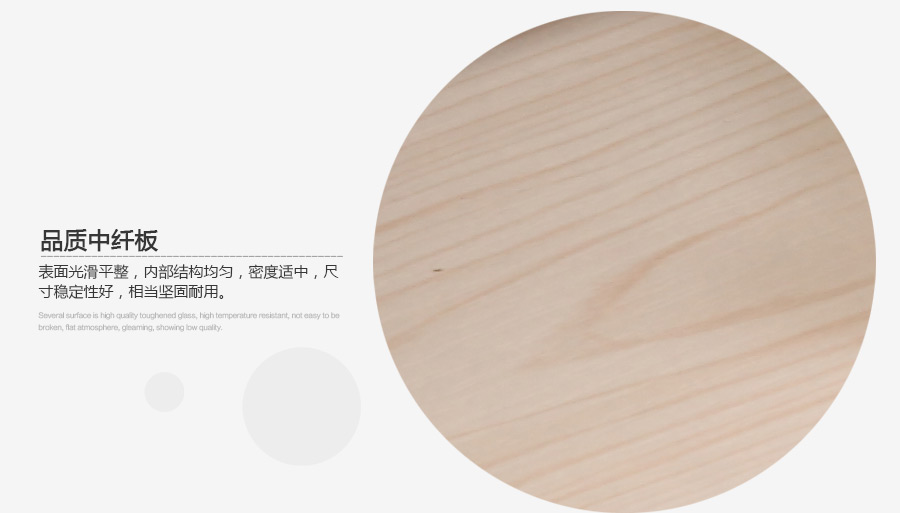 品质中纤板
表面光滑平整，内部结构均匀，密度适中，尺
寸稳定性好，相当坚固耐用。
Several surface is high quality toughened glass, high temperature resistant, not easy to be
broken, flat atmosphere, gleaming, showing low quality.